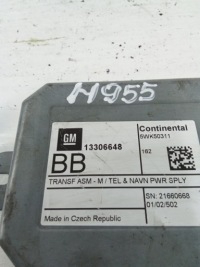 H955
GM
Continental
5WK50311
13306648
BB
162
TRANSF ASM - M / TEL & NAVN PWR SPLY
SN: 21660668
01/02/502
Made in Czech Republic